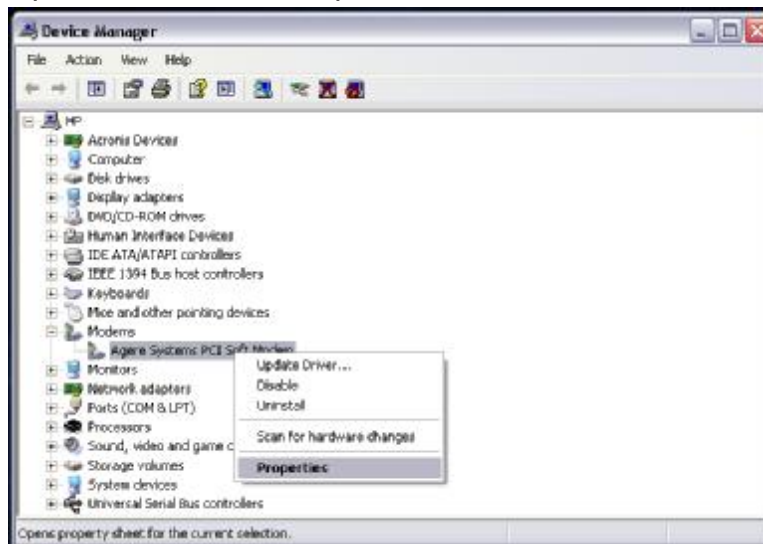 Device Manager
File Action View Help
HP
Acronis Devices
Computer
Disk drives
Display adapters
DVD/CD-ROM drives
Human Interface Devices
IDE ATA/ATAPI controllers
IEEE 1394 Bus host controllers
Keyboards
Mice and other pointing devices
Modems
Agere Systems PCI Soft Modem
Update Driver...
Disable
Uninstall
Scan for hardware changes
Properties
Monitors
Network adapters
Ports (COM & LPT)
Processors
Sound, video and game c
Storage volumes
System devices
Universal Serial Bus controllers
Opens property sheet for the current selection.